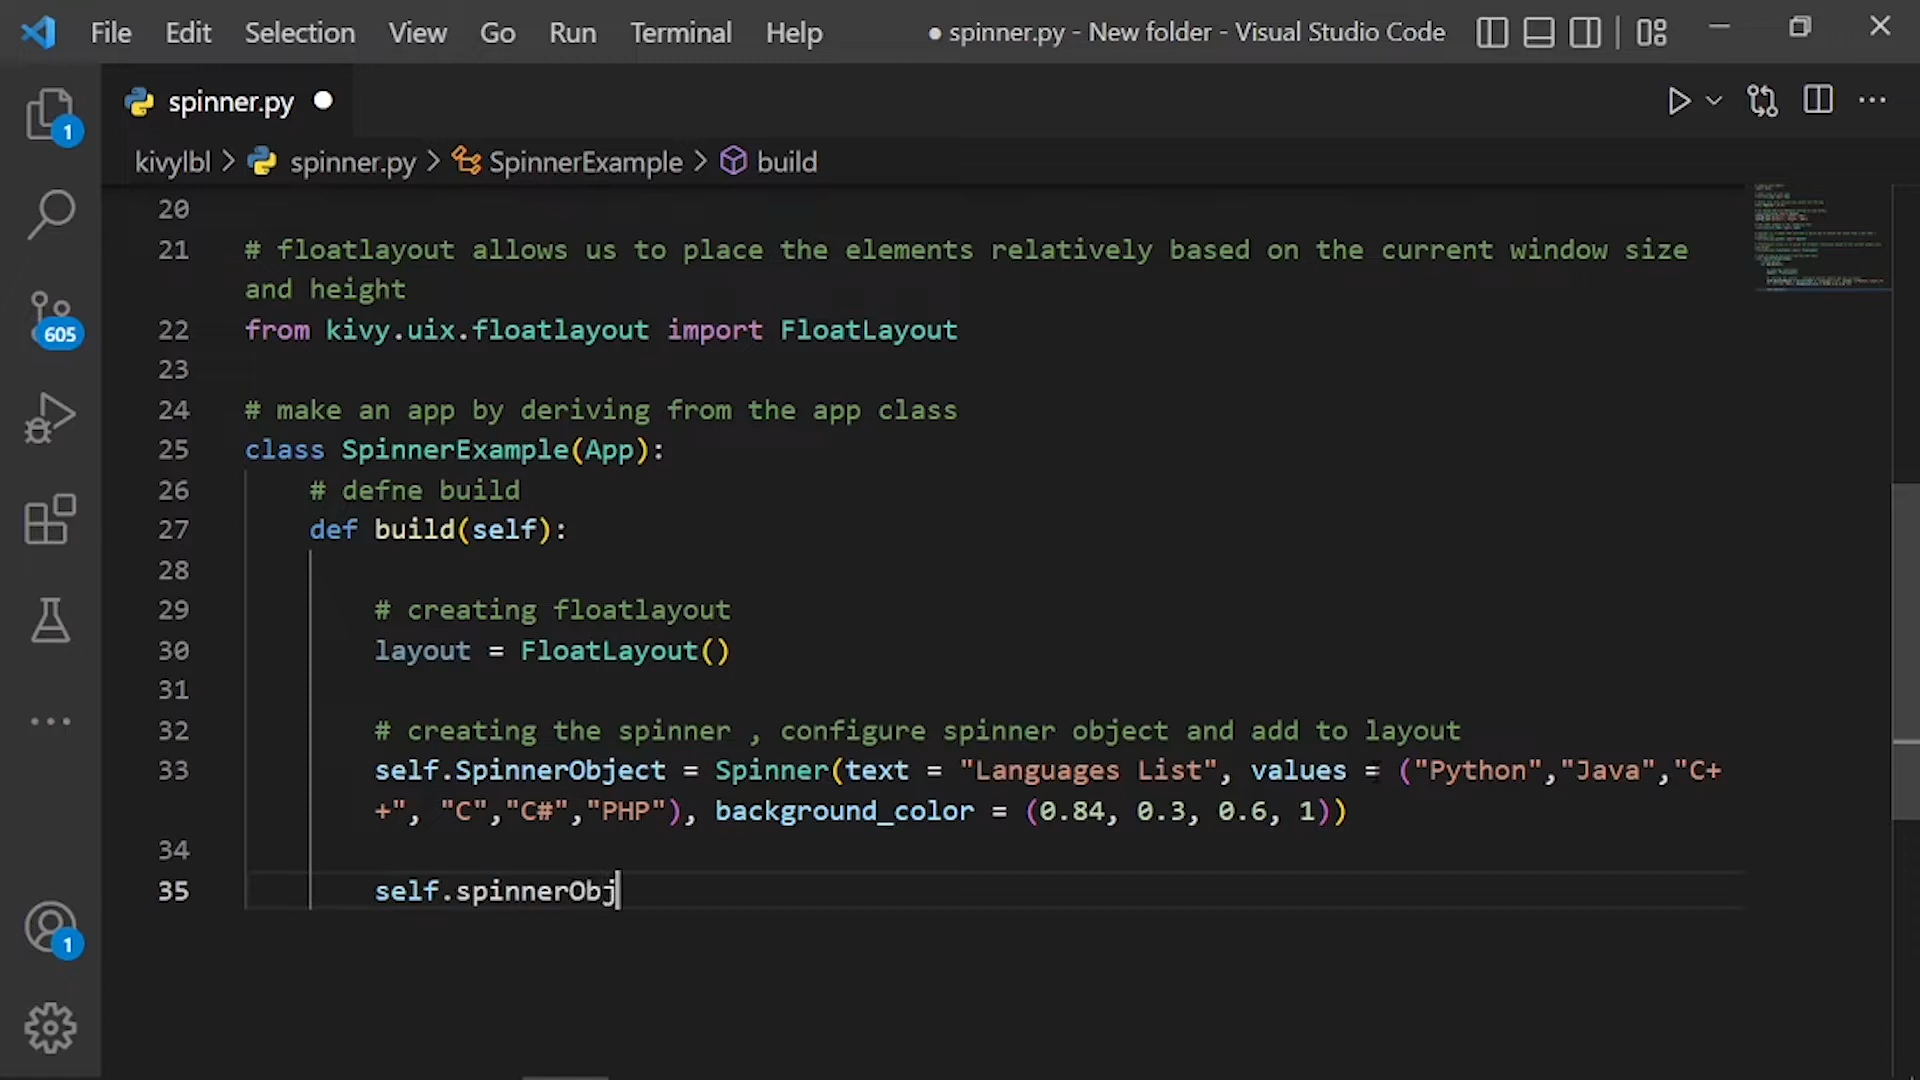 File Edit Selection View Go Run Terminal Help ● spinner.py - New folder - Visual Studio Code
spinner.py
kivylbl > spinner.py > SpinnerExample > build
1
605
1
20
21 # floatlayout allows us to place the elements relatively based on the current window size
and height
22 from kivy.uix.floatlayout import FloatLayout
23
24 # make an app by deriving from the app class
25 class SpinnerExample(App):
26 # defne build
27 def build(self):
28
29 # creating floatlayout
30 layout = FloatLayout()
31
32 # creating the spinner , configure spinner object and add to layout
33 self.SpinnerObject = Spinner(text = "Languages List", values = ("Python","Java","C+
+", "C","C#","PHP"), background_color = (0.84, 0.3, 0.6, 1))
34
35 self.spinnerObj